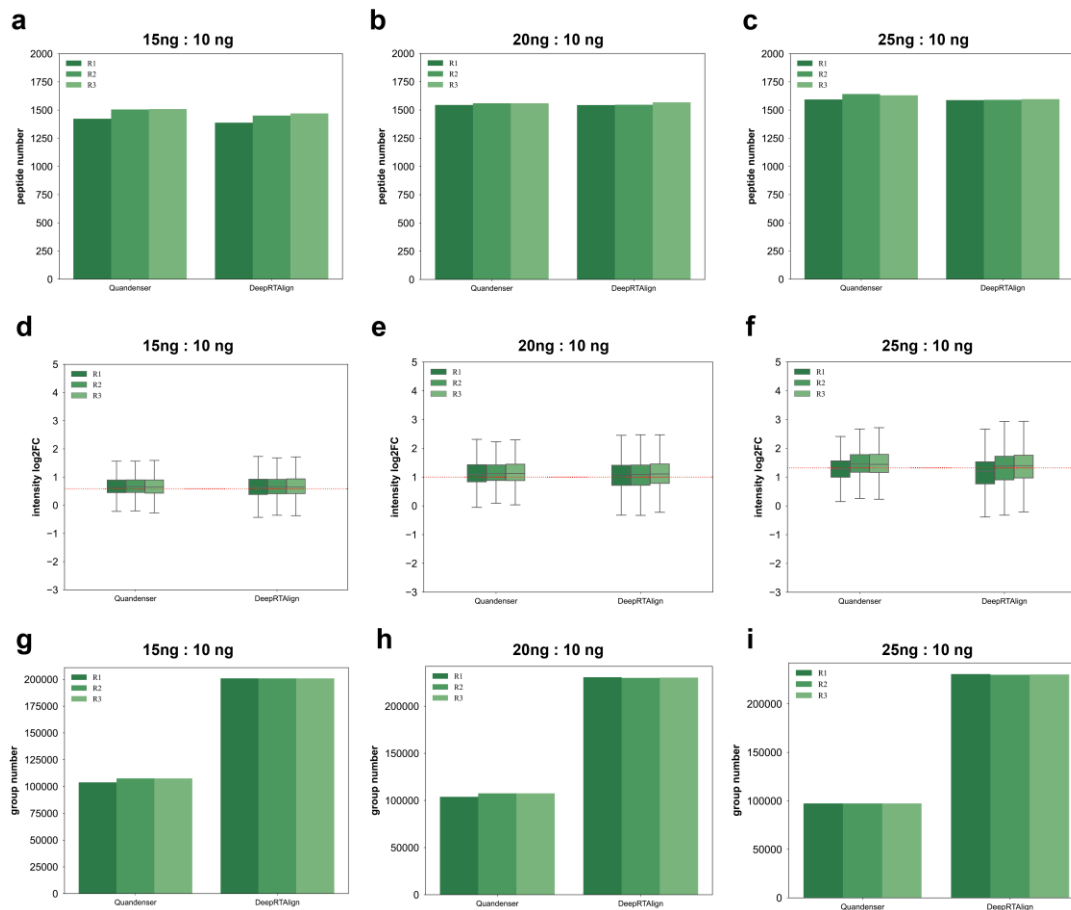 a
15ng : 10 ng
2000
1750
1500
1250
1000
750
500
250
0
peptide number
R1
R2
R3
Quandenser
DeepRTAlign
b
20ng : 10 ng
2000
1750
1500
1250
1000
750
500
250
0
peptide number
R1
R2
R3
Quandenser
DeepRTAlign
c
25ng : 10 ng
2000
1750
1500
1250
1000
750
500
250
0
peptide number
R1
R2
R3
Quandenser
DeepRTAlign
d
15ng : 10 ng
5
4
3
2
1
0
−1
−2
−3
intensity log2FC
R1
R2
R3
Quandenser
DeepRTAlign
e
20ng : 10 ng
5
4
3
2
1
0
−1
−2
−3
intensity log2FC
R1
R2
R3
Quandenser
DeepRTAlign
f
25ng : 10 ng
5
4
3
2
1
0
−1
−2
−3
intensity log2FC
R1
R2
R3
Quandenser
DeepRTAlign
g
15ng : 10 ng
200000
175000
150000
125000
100000
75000
50000
25000
0
group number
R1
R2
R3
Quandenser
DeepRTAlign
h
20ng : 10 ng
200000
150000
100000
50000
0
group number
R1
R2
R3
Quandenser
DeepRTAlign
i
25ng : 10 ng
200000
150000
100000
50000
0
group number
R1
R2
R3
Quandenser
DeepRTAlign